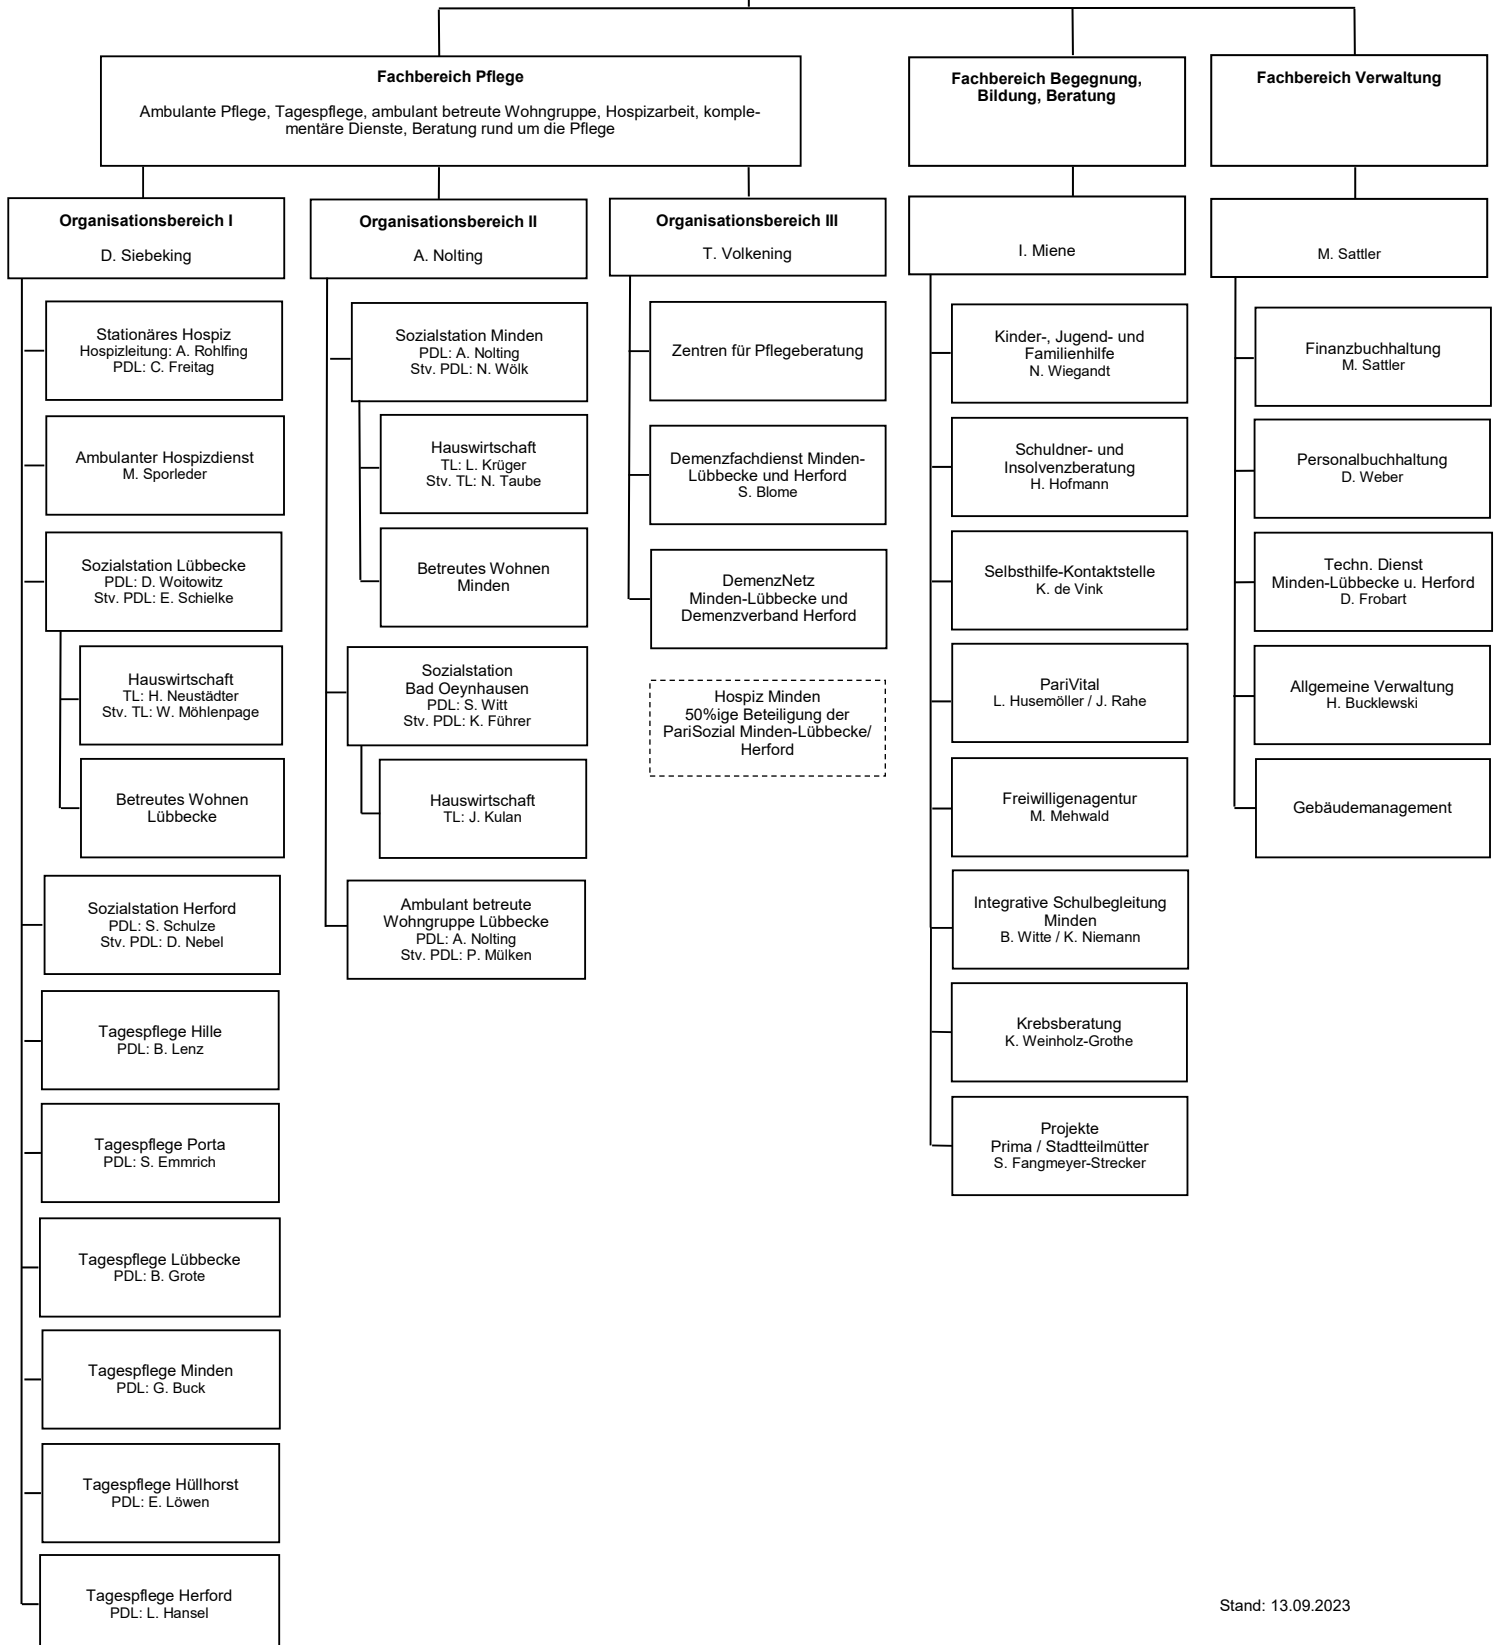 Fachbereich Pflege
Ambulante Pflege, Tagespflege, ambulant betreute Wohngruppe, Hospizarbeit, komple-
mentäre Dienste, Beratung rund um die Pflege
Fachbereich Begegnung,
Bildung, Beratung
Fachbereich Verwaltung
Organisationsbereich I
D. Siebeking
Organisationsbereich II
A. Nolting
Organisationsbereich III
T. Volkening
I. Miene
M. Sattler
Stationäres Hospiz
Hospizleitung: A. Rohlfing
PDL: C. Freitag
Ambulanter Hospizdienst
M. Sporleder
Sozialstation Lübbecke
PDL: D. Woitowitz
Stv. PDL: E. Schielke
Hauswirtschaft
TL: H. Neustädter
Stv. TL: W. Möhlenpage
Betreutes Wohnen
Lübbecke
Sozialstation Herford
PDL: S. Schulze
Stv. PDL: D. Nebel
Tagespflege Hille
PDL: B. Lenz
Tagespflege Porta
PDL: S. Emmrich
Tagespflege Lübbecke
PDL: B. Grote
Tagespflege Minden
PDL: G. Buck
Tagespflege Hüllhorst
PDL: E. Löwen
Tagespflege Herford
PDL: L. Hansel
Sozialstation Minden
PDL: A. Nolting
Stv. PDL: N. Wölk
Hauswirtschaft
TL: L. Krüger
Stv. TL: N. Taube
Betreutes Wohnen
Minden
Sozialstation
Bad Oeynhausen
PDL: S. Witt
Stv. PDL: K. Führer
Hauswirtschaft
TL: J. Kulan
Ambulant betreute
Wohngruppe Lübbecke
PDL: A. Nolting
Stv. PDL: P. Mülken
Zentren für Pflegeberatung
Demenzfachdienst Minden-
Lübbecke und Herford
S. Blome
DemenzNetz
Minden-Lübbecke und
Demenzverband Herford
Hospiz Minden
50%ige Beteiligung der
PariSozial Minden-Lübbecke/
Herford
Kinder-, Jugend- und
Familienhilfe
N. Wiegandt
Schuldner- und
Insolvenzberatung
H. Hofmann
Selbsthilfe-Kontaktstelle
K. de Vink
PariVital
L. Husemöller / J. Rahe
Freiwilligenagentur
M. Mehwald
Integrative Schulbegleitung
Minden
B. Witte / K. Niemann
Krebsberatung
K. Weinholz-Grothe
Projekte
Prima / Stadtteilmütter
S. Fangmeyer-Strecker
Finanzbuchhaltung
M. Sattler
Personalbuchhaltung
D. Weber
Techn. Dienst
Minden-Lübbecke u. Herford
D. Frobart
Allgemeine Verwaltung
H. Bucklewski
Gebäudemanagement
Stand: 13.09.2023